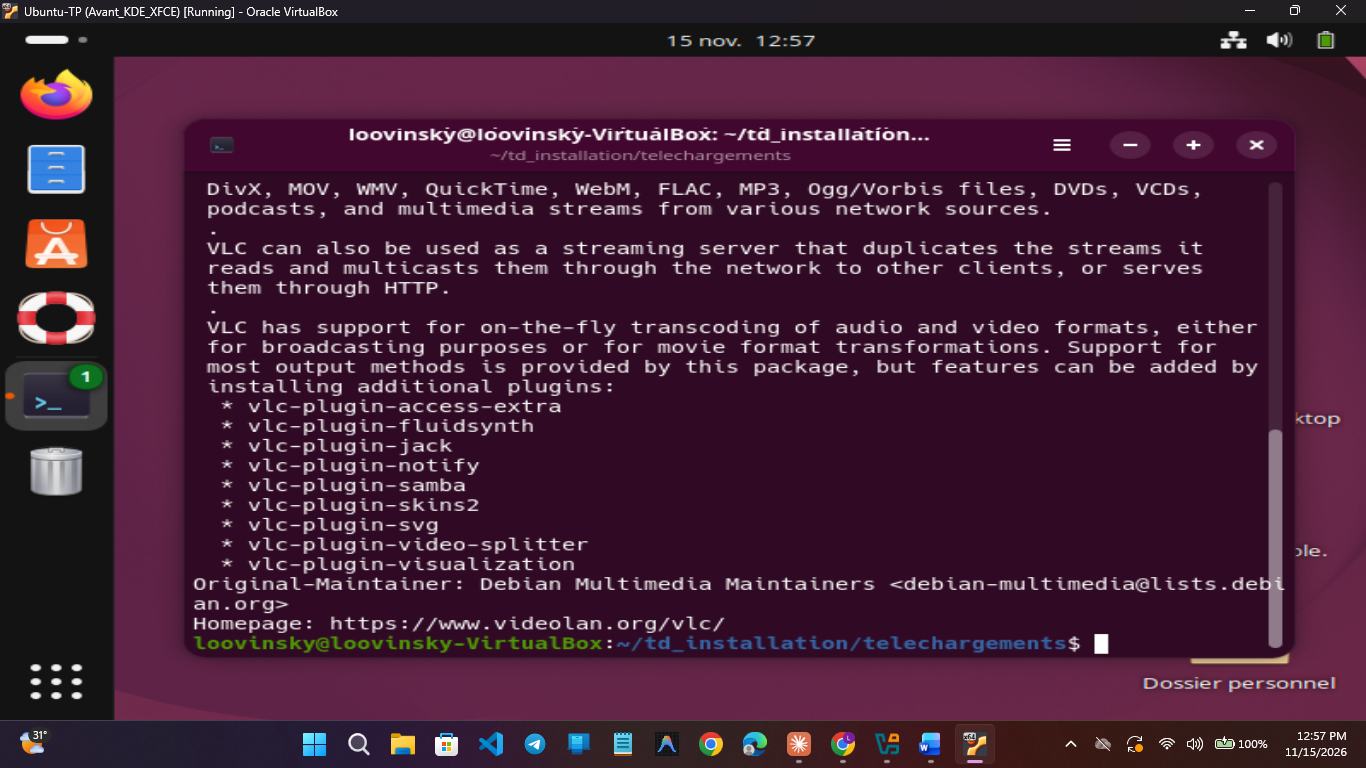 Ubuntu-TP (Avant_KDE_XFCE) [Running] - Oracle VirtualBox
15 nov. 12:57
loovinsky@loovinsky-VirtualBox: ~/td_installation...
~/td_installation/telechargements
DivX, MOV, WMV, QuickTime, WebM, FLAC, MP3, Ogg/Vorbis files, DVDs, VCDs,
podcasts, and multimedia streams from various network sources.
.
VLC can also be used as a streaming server that duplicates the streams it
reads and multicasts them through the network to other clients, or serves
them through HTTP.
.
VLC has support for on-the-fly transcoding of audio and video formats, either
for broadcasting purposes or for movie format transformations. Support for
most output methods is provided by this package, but features can be added by
installing additional plugins:
* vlc-plugin-access-extra
* vlc-plugin-fluidsynth
* vlc-plugin-jack
* vlc-plugin-notify
* vlc-plugin-samba
* vlc-plugin-skins2
* vlc-plugin-svg
* vlc-plugin-video-splitter
* vlc-plugin-visualization
Original-Maintainer: Debian Multimedia Maintainers <debian-multimedia@lists.debi
an.org>
Homepage: https://www.videolan.org/vlc/
loovinsky@loovinsky-VirtualBox:~/td_installation/telechargements$
1
>_
ktop
ole.
Dossier personnel
31°
100%
12:57 PM
11/15/2026